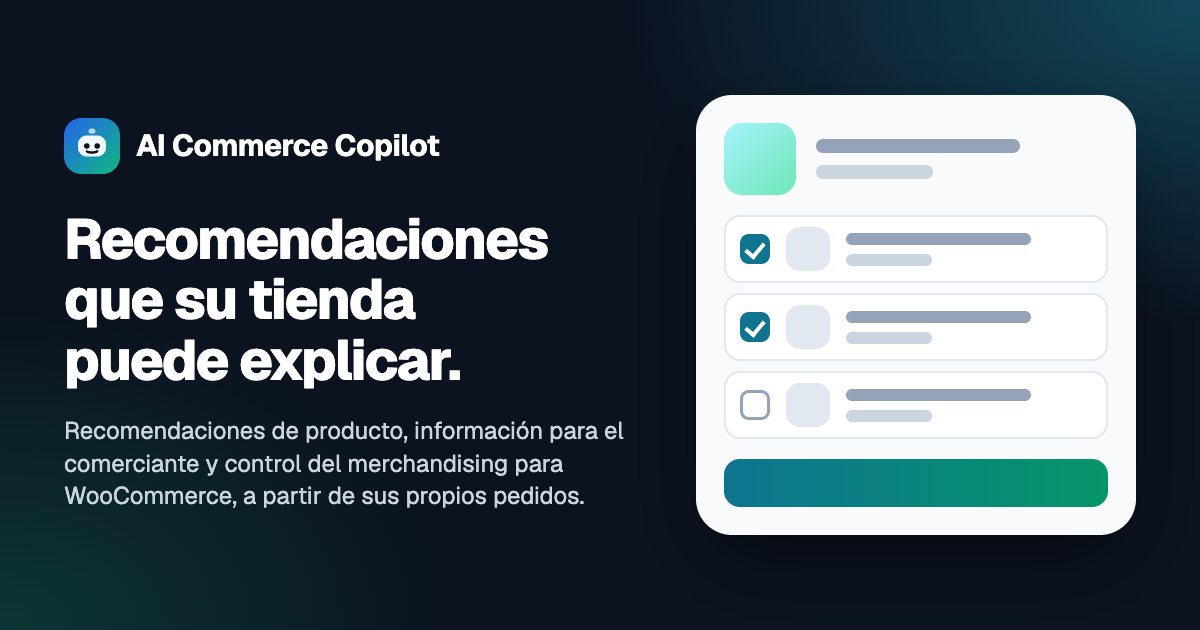 AI Commerce Copilot
Recomendaciones
que su tienda
puede explicar.
Recomendaciones de producto, información para el
comerciante y control del merchandising para
WooCommerce, a partir de sus propios pedidos.